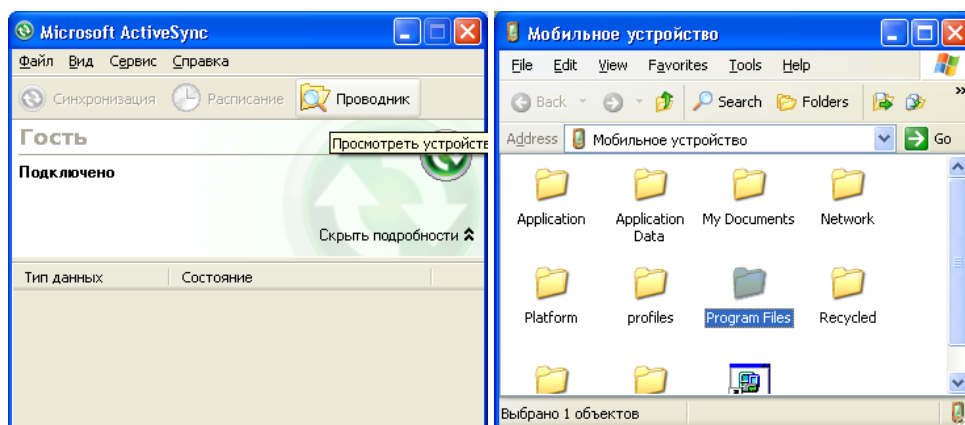 Microsoft ActiveSync
Файл Вид Сервис Справка
Синхронизация Расписание Проводник
Гость
Просмотреть устройств
Подключено
Скрыть подробности
Тип данных Состояние
Мобильное устройство
File Edit View Favorites Tools Help
Back Search Folders
Address Мобильное устройство Go
Application Application Data My Documents Network
Platform profiles Program Files Recycled
Выбрано 1 объектов